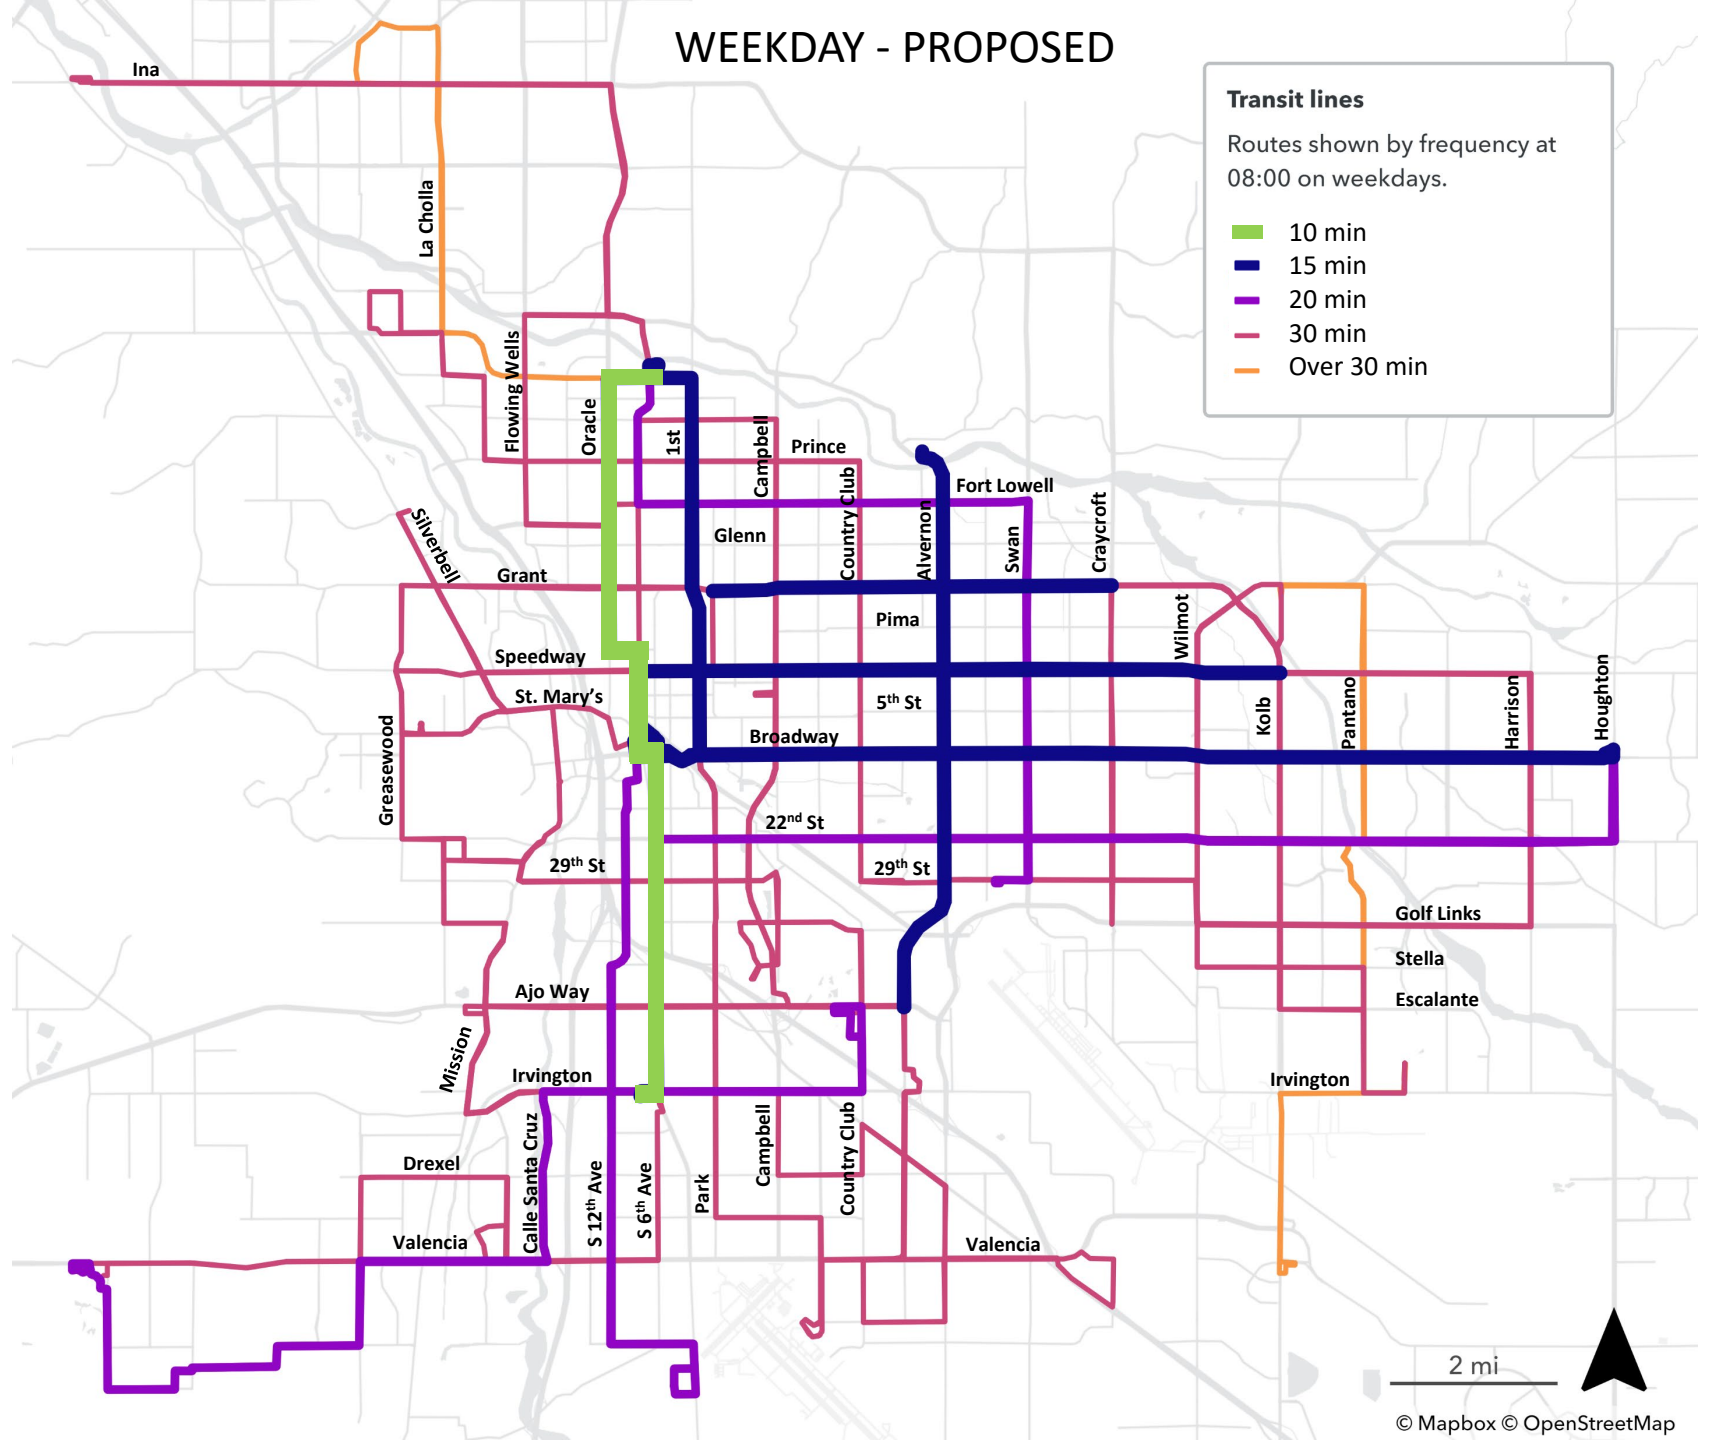 WEEKDAY - PROPOSED
Ina
Transit lines
Routes shown by frequency at
08:00 on weekdays.
10 min
15 min
20 min
30 min
Over 30 min
La Cholla
Flowing Wells
Oracle
1st
Campbell
Prince
Country Club
Fort Lowell
Alvernon
Swan
Craycroft
Silverbell
Glenn
Grant
Pima
Wilmot
Speedway
St. Mary's
5th St
Kolb
Pantano
Harrison
Houghton
Greasewood
Broadway
22nd St
29th St
29th St
Golf Links
Stella
Ajo Way
Escalante
Mission
Irvington
Irvington
Calle Santa Cruz
Campbell
Country Club
Drexel
S 12th Ave
S 6th Ave
Park
Valencia
Valencia
2 mi
© Mapbox © OpenStreetMap